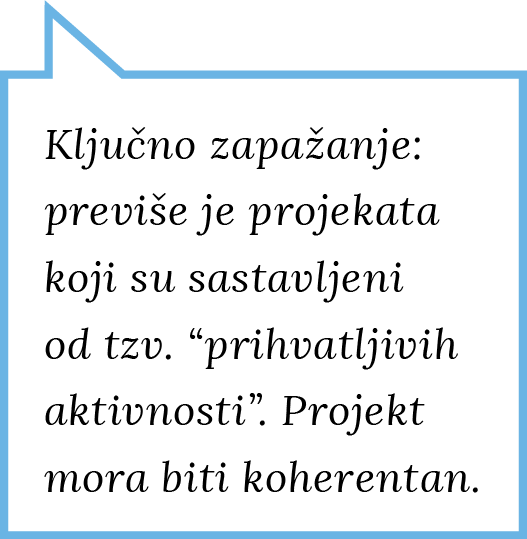 Ključno zapažanje:
previše je projekata
koji su sastavljeni
od tzv. “prihvatljivih
aktivnosti”. Projekt
mora biti koherentan.